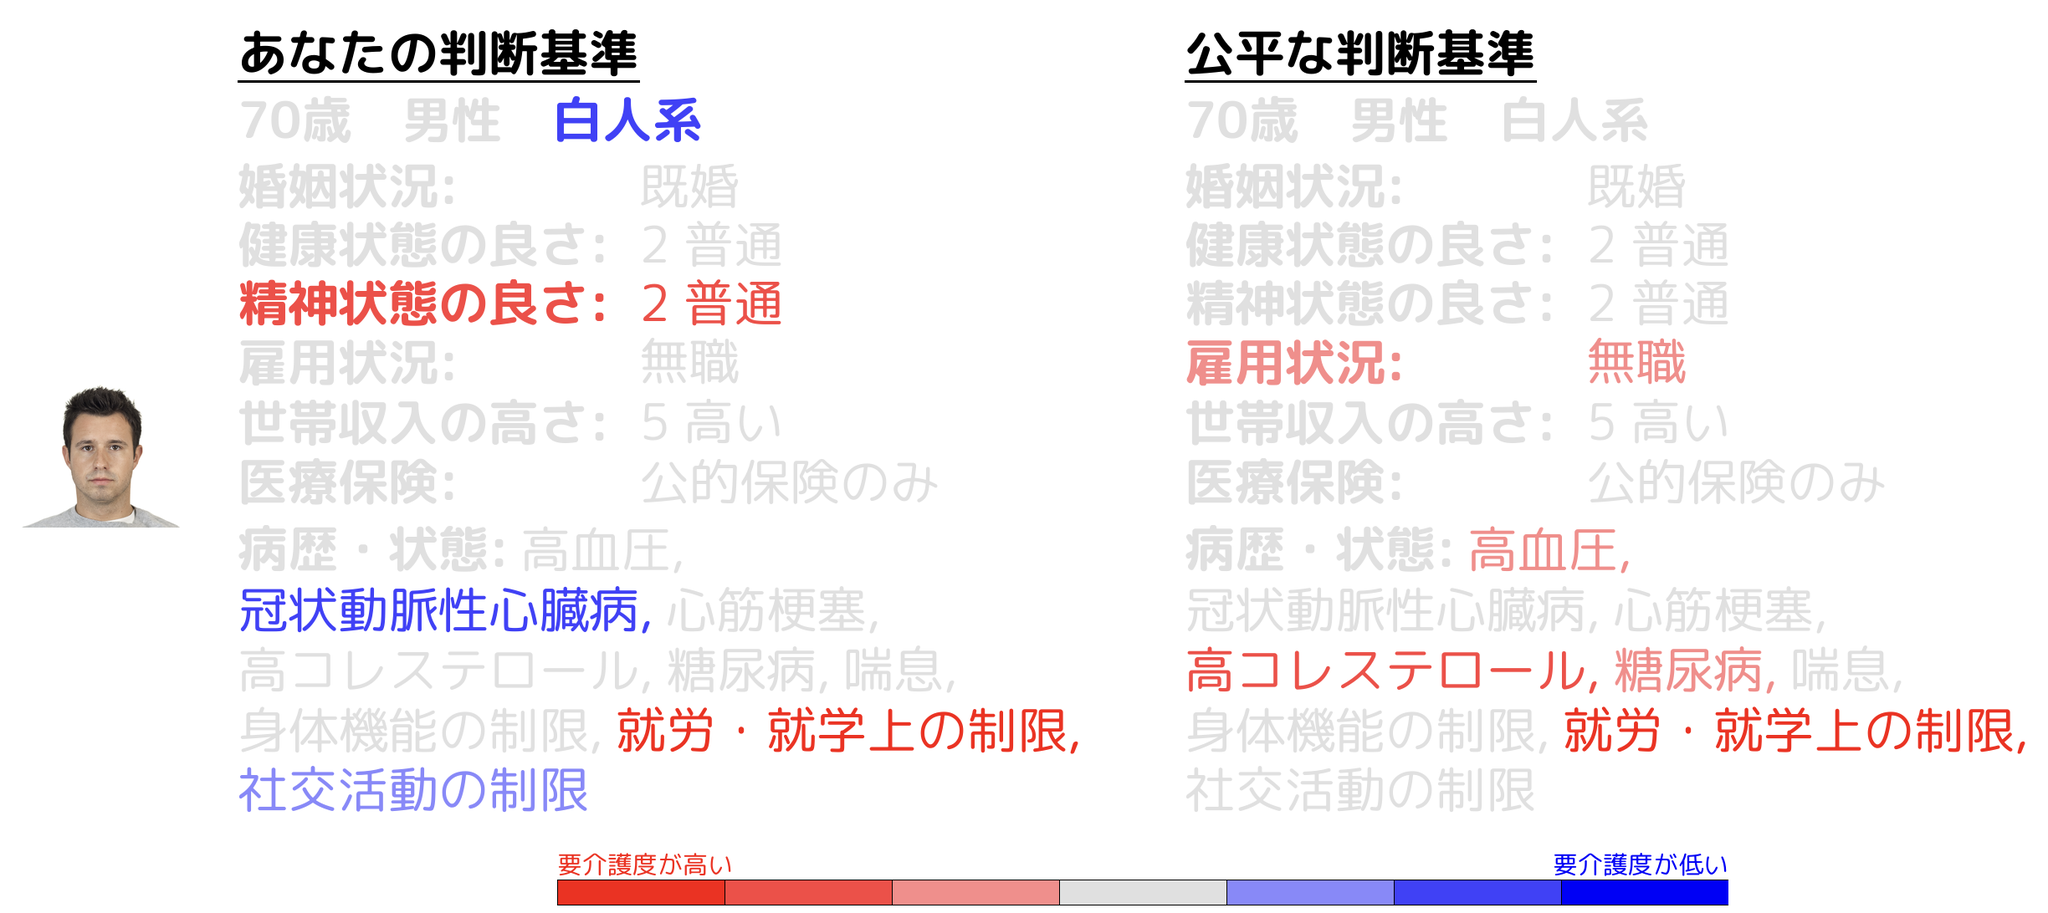 あなたの判断基準
70歳 男性 白人系
婚姻状況: 既婚
健康状態の良さ: 2 普通
精神状態の良さ: 2 普通
雇用状況: 無職
世帯収入の高さ: 5 高い
医療保険: 公的保険のみ
病歴・状態: 高血圧,
冠状動脈性心臓病, 心筋梗塞,
高コレステロール, 糖尿病, 喘息,
身体機能の制限, 就労・就学上の制限,
社交活動の制限
公平な判断基準
70歳 男性 白人系
婚姻状況: 既婚
健康状態の良さ: 2 普通
精神状態の良さ: 2 普通
雇用状況: 無職
世帯収入の高さ: 5 高い
医療保険: 公的保険のみ
病歴・状態: 高血圧,
冠状動脈性心臓病, 心筋梗塞,
高コレステロール, 糖尿病, 喘息,
身体機能の制限, 就労・就学上の制限,
社交活動の制限
要介護度が高い
要介護度が低い